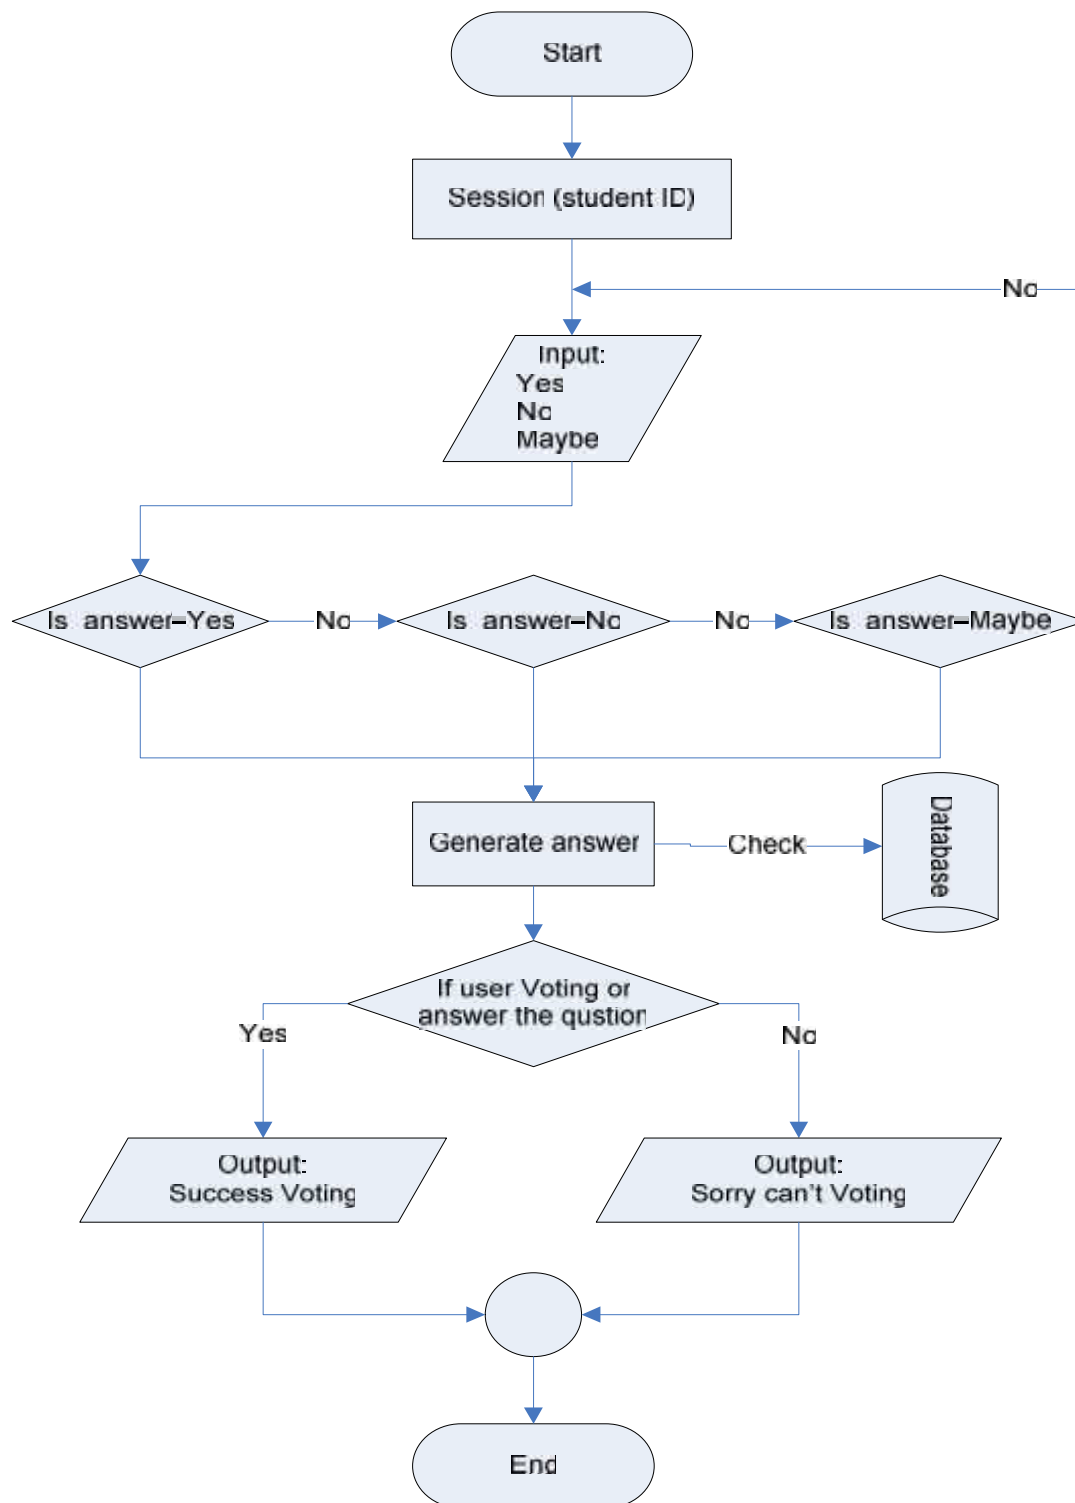 Start
Session (student ID)
No
Input:
Yes
No
Maybe
Is answer–Yes
No
Is answer–No
No
Is answer–Maybe
Generate answer
Check
Database
If user Voting or
answer the qustion
Yes
No
Output:
Success Voting
Output:
Sorry can't Voting
End